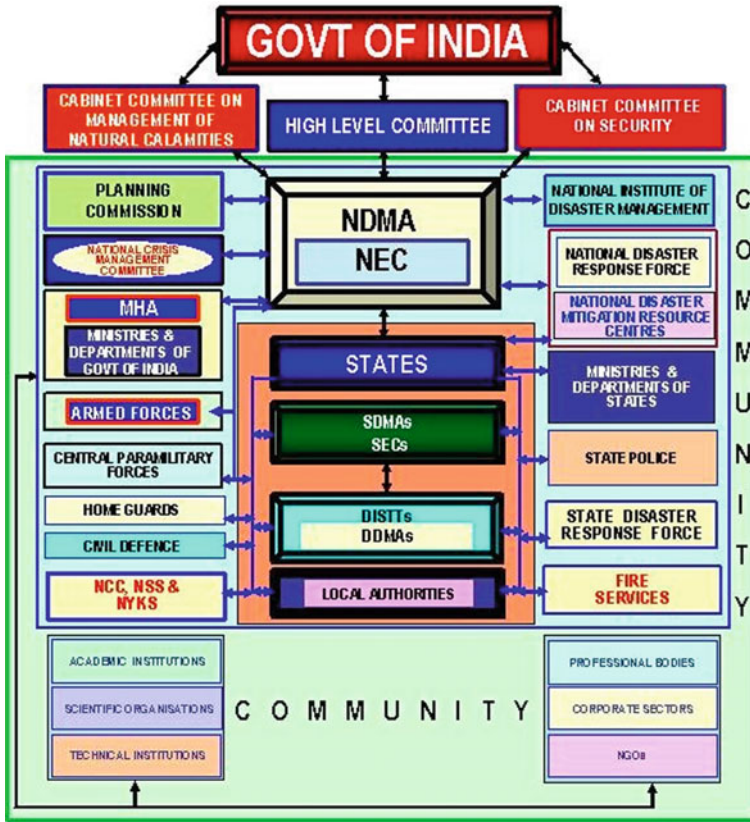 GOVT OF INDIA
CABINET COMMITTEE ON
MANAGEMENT OF
NATURAL CALAMITIES
HIGH LEVEL COMMITTEE
CABINET COMMITTEE
ON SECURITY
PLANNING
COMMISSION
NDMA
NEC
NATIONAL INSTITUTE OF
DISASTER MANAGEMENT
NATIONAL CRISIS
MANAGEMENT
COMMITTEE
NATIONAL DISASTER
RESPONSE FORCE
MHA
MINISTRIES &
DEPARTMENTS OF
GOVT OF INDIA
NATIONAL DISASTER
MITIGATION RESOURCE
CENTRES
STATES
MINISTRIES &
DEPARTMENTS OF
STATES
ARMED FORCES
SDMAs
SECs
CENTRAL PARAMILITARY
FORCES
STATE POLICE
HOME GUARDS
DISTTs
DDMAs
STATE DISASTER
RESPONSE FORCE
CIVIL DEFENCE
NCC, NSS &
NYKS
LOCAL AUTHORITIES
FIRE
SERVICES
COMMUNITY
ACADEMIC INSTITUTIONS
SCIENTIFIC ORGANISATIONS
TECHNICAL INSTITUTIONS
COMMUNITY
PROFESSIONAL BODIES
CORPORATE SECTORS
NGOs